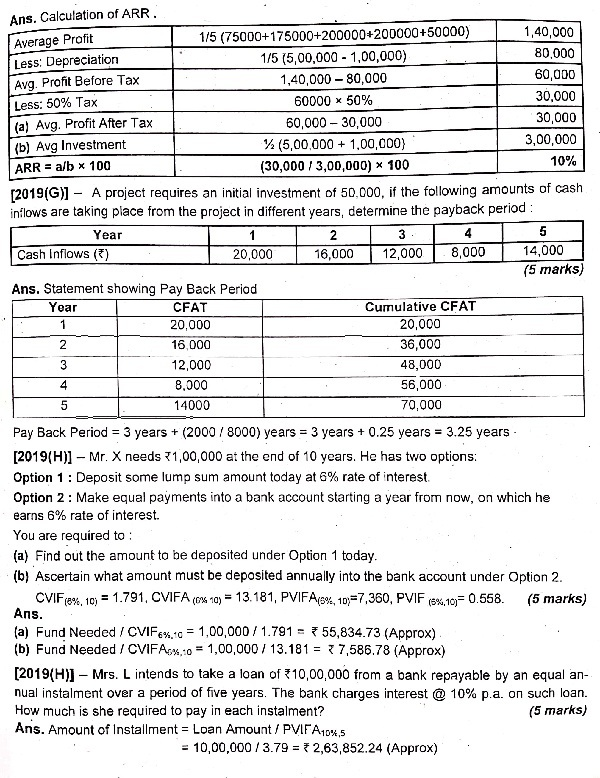 Ans. Calculation of ARR.
Average Profit 1/5 (75000+175000+200000+200000+50000) 1,40,000
Less: Depreciation 1/5 (5,00,000 - 1,00,000) 80,000
Avg. Profit Before Tax 1,40,000 – 80,000 60,000
Less: 50% Tax 60000 × 50% 30,000
(a) Avg. Profit After Tax 60,000 – 30,000 30,000
(b) Avg Investment ½ (5,00,000 + 1,00,000) 3,00,000
ARR = a/b × 100 (30,000 / 3,00,000) × 100 10%
[2019(G)] – A project requires an initial investment of 50,000, if the following amounts of cash
inflows are taking place from the project in different years, determine the payback period :
Year 1 2 3 4 5
Cash Inflows (₹) 20,000 16,000 12,000 8,000 14,000
(5 marks)
Ans. Statement showing Pay Back Period
Year CFAT Cumulative CFAT
1 20,000 20,000
2 16,000 36,000
3 12,000 48,000
4 8,000 56,000
5 14000 70,000
Pay Back Period = 3 years + (2000 / 8000) years = 3 years + 0.25 years = 3.25 years
[2019(H)] – Mr. X needs ₹1,00,000 at the end of 10 years. He has two options:
Option 1 : Deposit some lump sum amount today at 6% rate of interest.
Option 2 : Make equal payments into a bank account starting a year from now, on which he
earns 6% rate of interest.
You are required to :
(a) Find out the amount to be deposited under Option 1 today.
(b) Ascertain what amount must be deposited annually into the bank account under Option 2.
CVIF(6%, 10) = 1.791, CVIFA (6% 10) = 13.181, PVIFA(6%, 10)=7,360, PVIF (6%,10)= 0.558. (5 marks)
Ans.
(a) Fund Needed / CVIF6%,10 = 1,00,000 / 1.791 = ₹ 55,834.73 (Approx)
(b) Fund Needed / CVIFA6%,10 = 1,00,000 / 13.181 = ₹ 7,586.78 (Approx)
[2019(H)] – Mrs. L intends to take a loan of ₹10,00,000 from a bank repayable by an equal an-
nual instalment over a period of five years. The bank charges interest @ 10% p.a. on such loan.
How much is she required to pay in each instalment? (5 marks)
Ans. Amount of Installment = Loan Amount / PVIFA10%,5
= 10,00,000 / 3.79 = ₹ 2,63,852.24 (Approx)